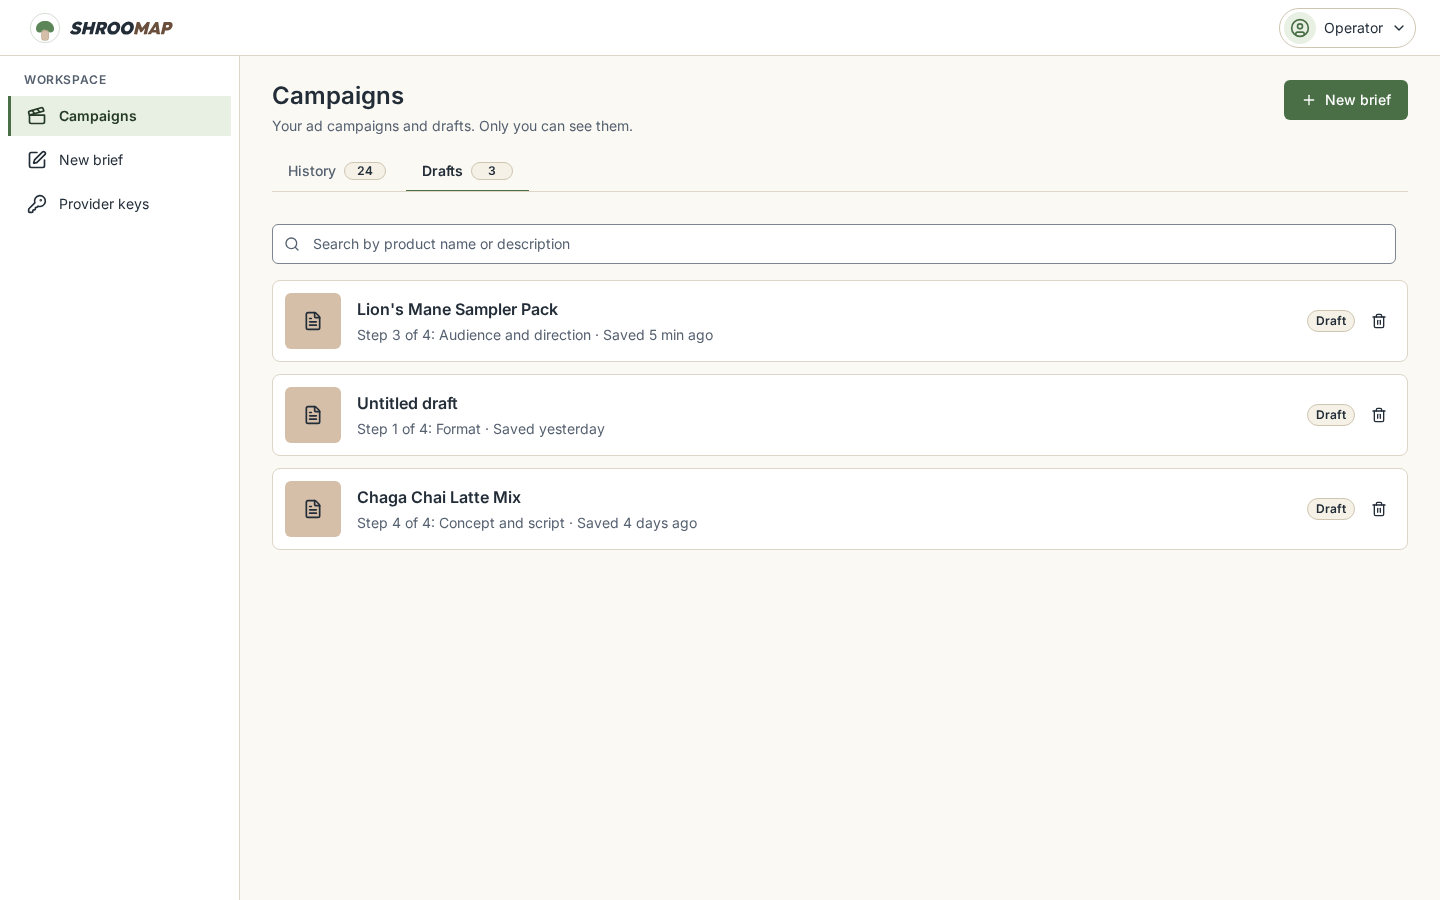 SHROOMAP
Operator
WORKSPACE
Campaigns
New brief
Provider keys
Campaigns
Your ad campaigns and drafts. Only you can see them.
New brief
History 24
Drafts 3
Search by product name or description
Lion's Mane Sampler Pack
Step 3 of 4: Audience and direction · Saved 5 min ago
Draft
Untitled draft
Step 1 of 4: Format · Saved yesterday
Draft
Chaga Chai Latte Mix
Step 4 of 4: Concept and script · Saved 4 days ago
Draft